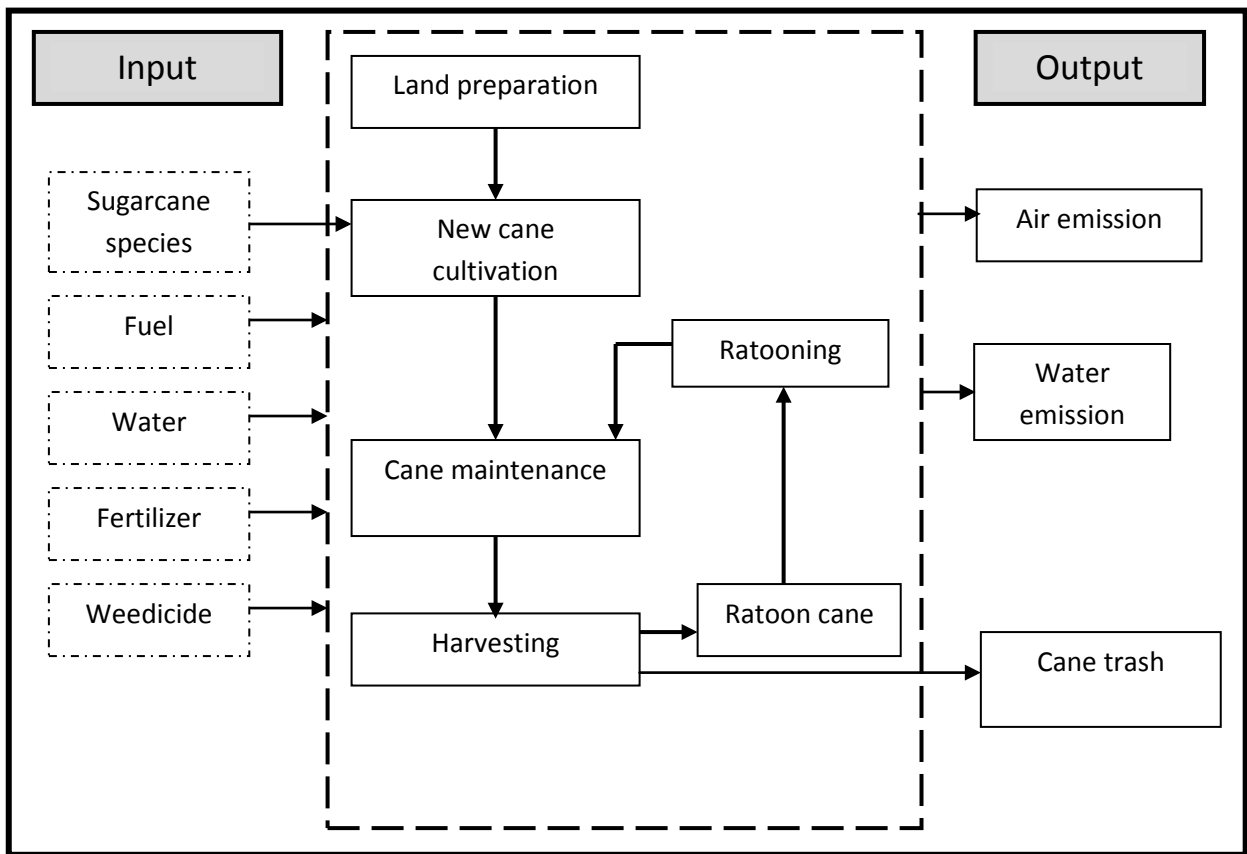 Input
Land preparation
Output
Sugarcane
species
New cane
cultivation
Air emission
Fuel
Ratooning
Water
emission
Water
Cane maintenance
Fertilizer
Weedicide
Harvesting
Ratoon cane
Cane trash